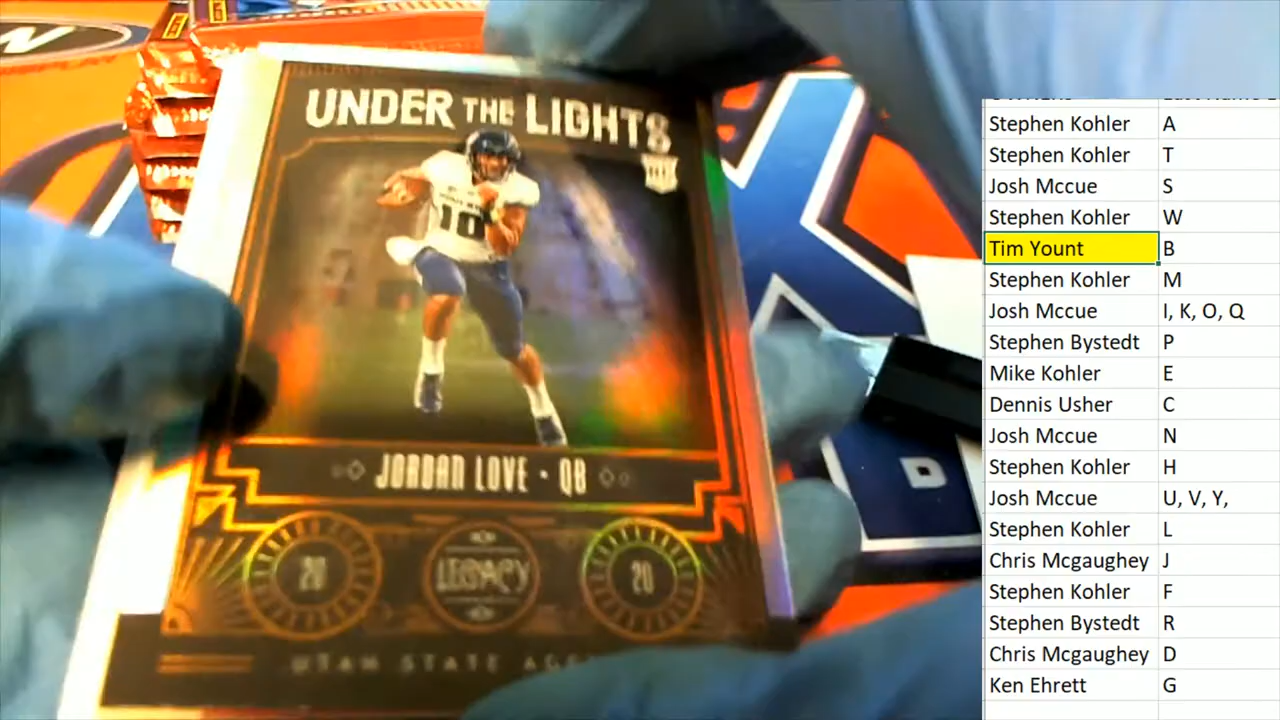 UNDER THE LIGHTS
RC
10
JORDAN LOVE · QB
20
LEGACY
20
UTAH STATE
D
Stephen Kohler A
Stephen Kohler T
Josh Mccue S
Stephen Kohler W
Tim Yount B
Stephen Kohler M
Josh Mccue I, K, O, Q
Stephen Bystedt P
Mike Kohler E
Dennis Usher C
Josh Mccue N
Stephen Kohler H
Josh Mccue U, V, Y,
Stephen Kohler L
Chris Mcgaughey J
Stephen Kohler F
Stephen Bystedt R
Chris Mcgaughey D
Ken Ehrett G